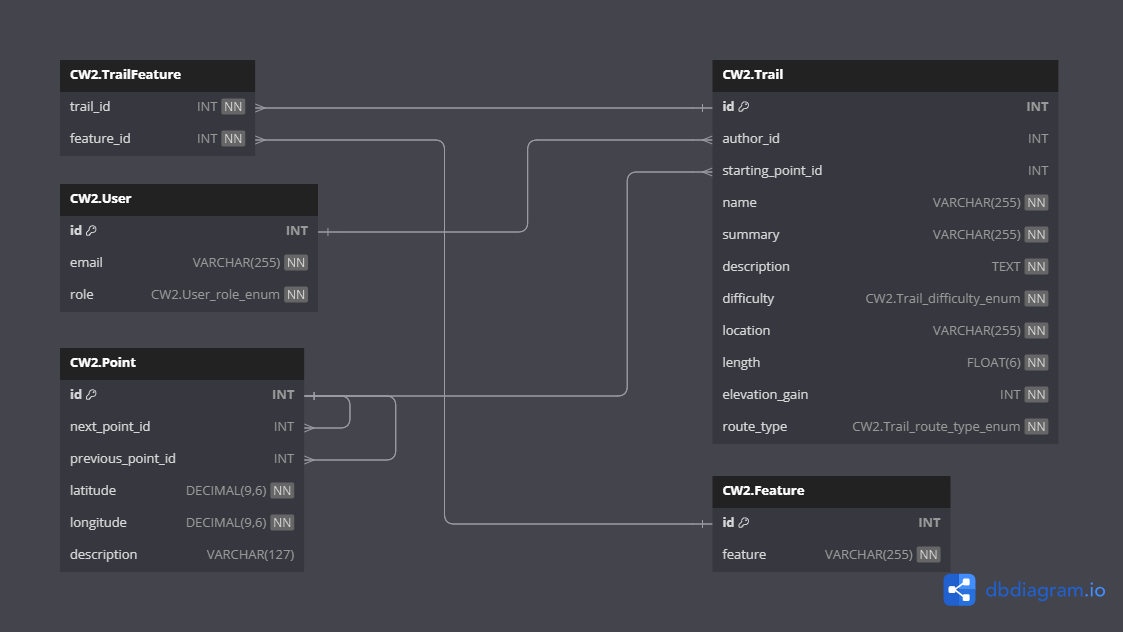 CW2.TrailFeature
trail_id INT NN
feature_id INT NN
CW2.User
id INT
email VARCHAR(255) NN
role CW2.User_role_enum NN
CW2.Point
id INT
next_point_id INT
previous_point_id INT
latitude DECIMAL(9,6) NN
longitude DECIMAL(9,6) NN
description VARCHAR(127)
CW2.Trail
id INT
author_id INT
starting_point_id INT
name VARCHAR(255) NN
summary VARCHAR(255) NN
description TEXT NN
difficulty CW2.Trail_difficulty_enum NN
location VARCHAR(255) NN
length FLOAT(6) NN
elevation_gain INT NN
route_type CW2.Trail_route_type_enum NN
CW2.Feature
id INT
feature VARCHAR(255) NN
dbdiagram.io